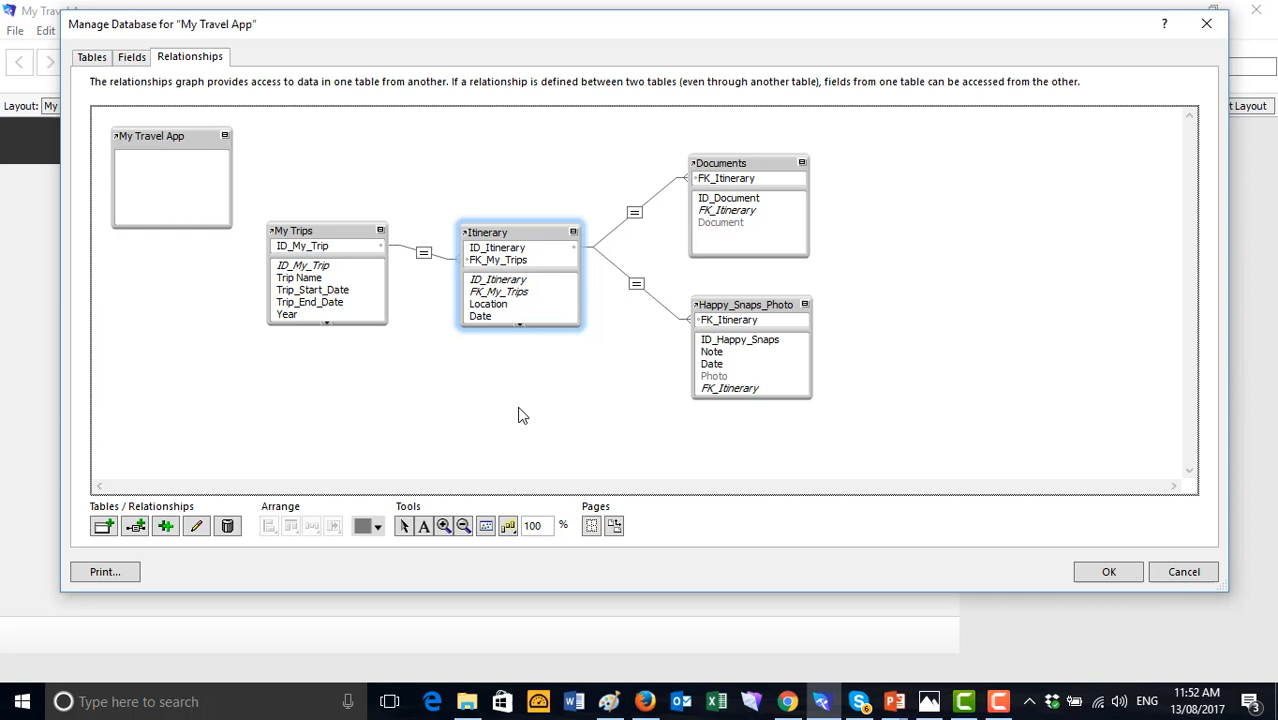 My Tra
Manage Database for "My Travel App"
?
File
Edit
Tables
Fields
Relationships
The relationships graph provides access to data in one table from another. If a relationship is defined between two tables (even through another table), fields from one table can be accessed from the other.
Layout:
My
t Layout
My Travel App
Documents
FK_Itinerary
ID_Document
FK_Itinerary
Document
My Trips
ID_My_Trip
ID_My_Trip
Trip Name
Trip_Start_Date
Trip_End_Date
Year
=
Itinerary
ID_Itinerary
FK_My_Trips
ID_Itinerary
FK_My_Trips
Location
Date
=
=
Happy_Snaps_Photo
FK_Itinerary
ID_Happy_Snaps
Note
Date
Photo
FK_Itinerary
Tables / Relationships
Arrange
Tools
Pages
A
100
%
Print...
OK
Cancel
Type here to search
ENG
11:52 AM
13/08/2017
3